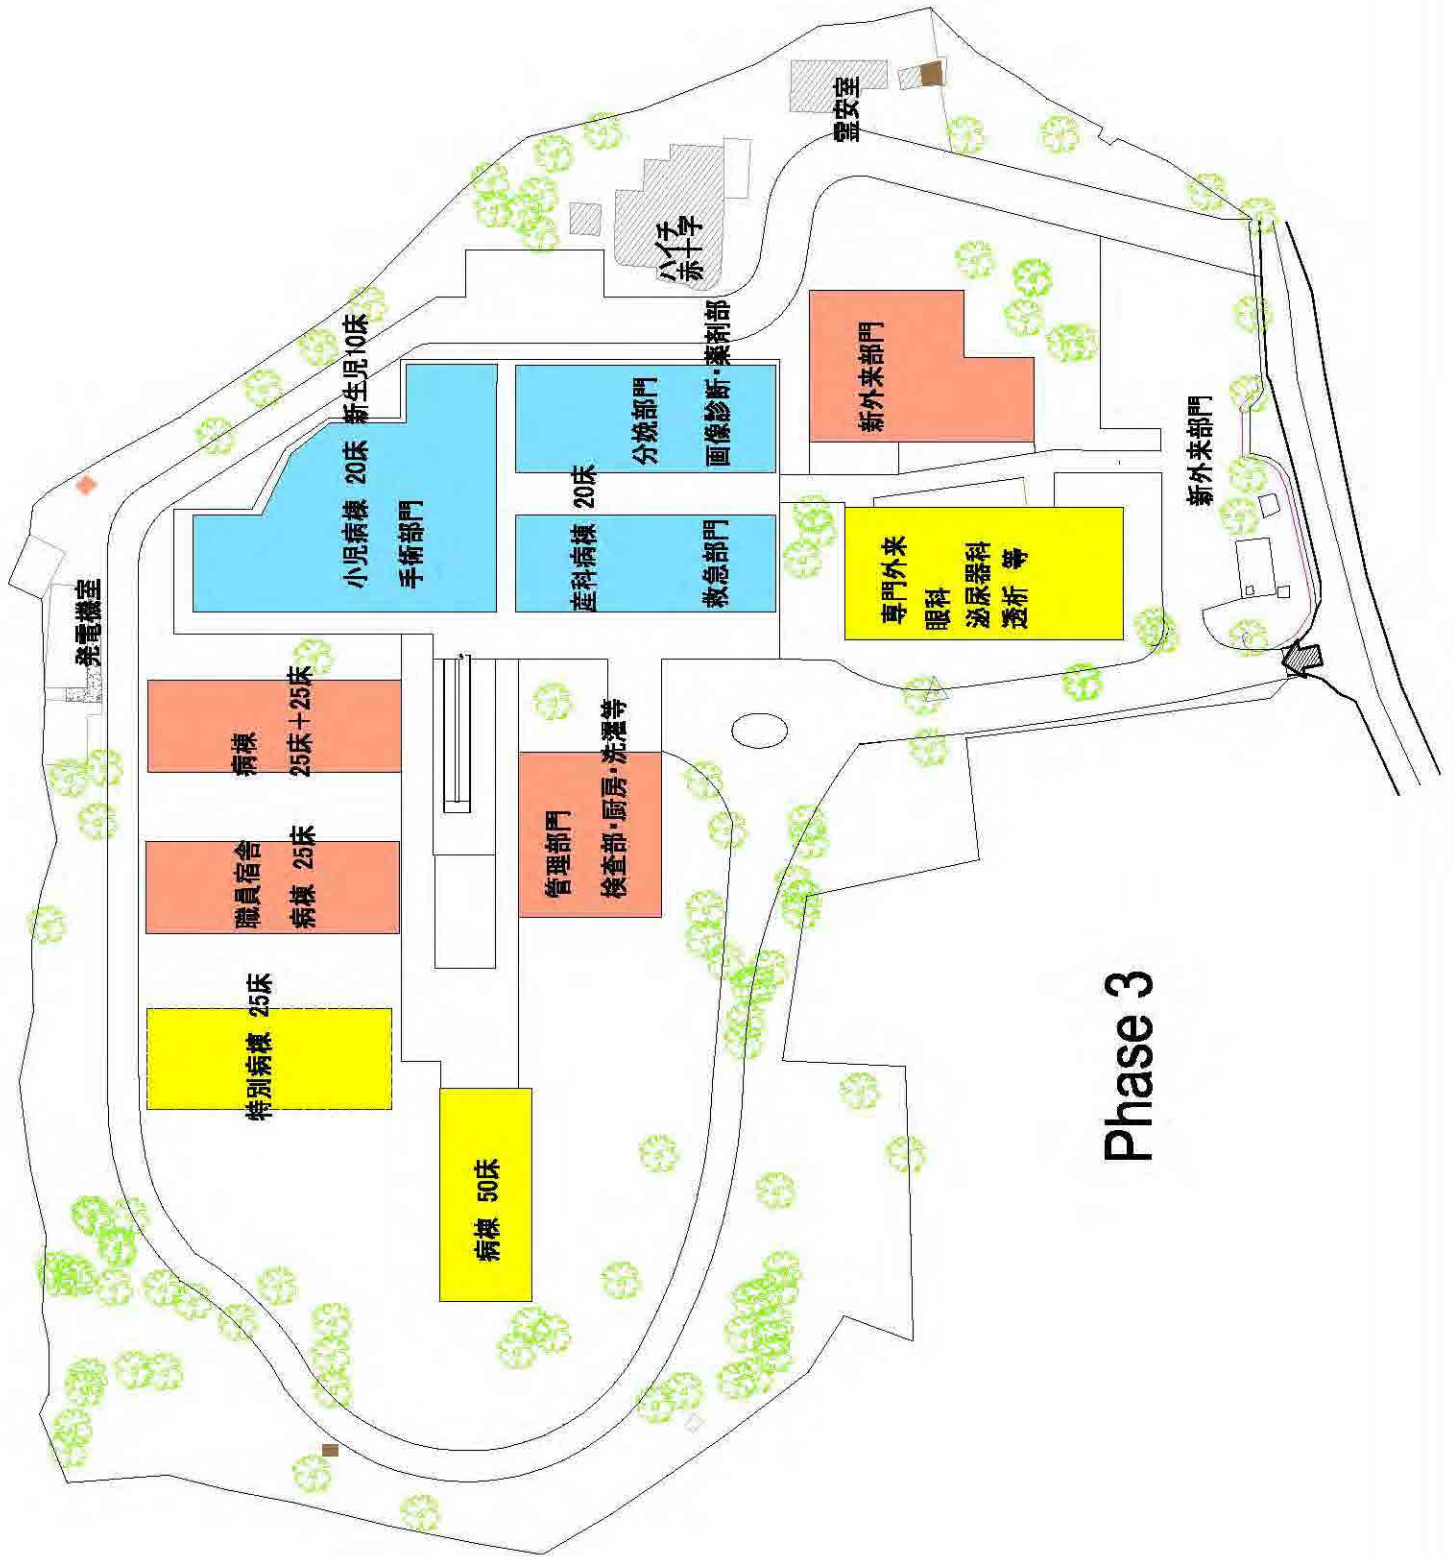 発電機室
特別病棟 25床
職員宿舎
病棟 25床
病棟
25床＋25床
小児病棟 20床 新生児10床
手術部門
病棟 50床
管理部門
検査部・厨房・洗濯等
産科病棟 20床
分娩部門
救急部門
画像診断・薬剤部
ハイチ
赤十字
霊安室
専門外来
眼科
泌尿器科
透析 等
新外来部門
新外来部門
Phase 3